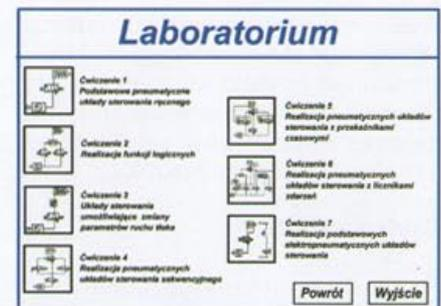 Laboratorium
Ćwiczenie 1
Podstawowe pneumatyczne
układy sterowania ręcznego
Ćwiczenie 2
Realizacja funkcji logicznych
Ćwiczenie 3
Układy sterowania
umożliwiające zmiany
parametrów ruchu tłoka
Ćwiczenie 4
Realizacja pneumatycznych
układów sterowania sekwencyjnego
Ćwiczenie 5
Realizacja pneumatycznych układów
sterowania z przekaźnikami
czasowymi
Ćwiczenie 6
Realizacja pneumatycznych
układów sterowania z licznikami
zdarzeń
Ćwiczenie 7
Realizacja podstawowych
elektropneumatycznych układów
sterowania
Powrót
Wyjście